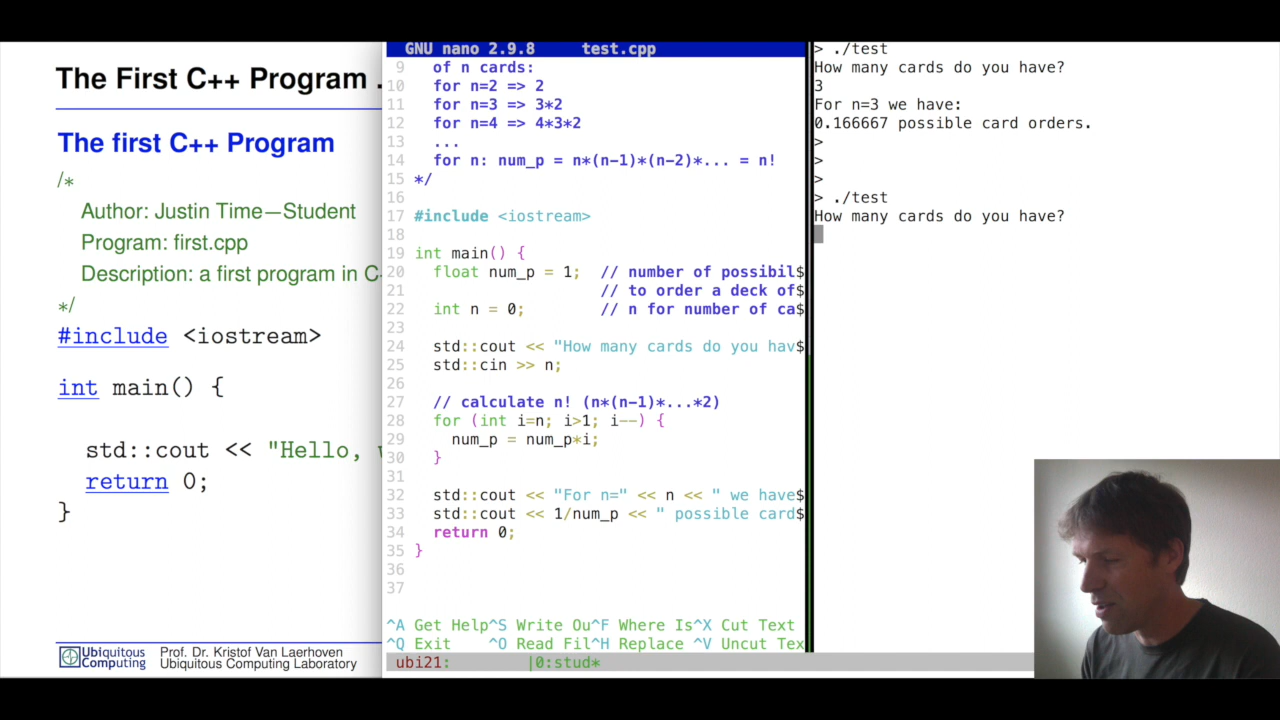 The First C++ Program .
The first C++ Program
/*
Author: Justin Time—Student
Program: first.cpp
Description: a first program in C
*/
#include <iostream>
int main() {
std::cout << "Hello, w
return 0;
}
Ubiquitous
Computing
Prof. Dr. Kristof Van Laerhoven
Ubiquitous Computing Laboratory
GNU nano 2.9.8 test.cpp
9 of n cards:
10 for n=2 => 2
11 for n=3 => 3*2
12 for n=4 => 4*3*2
13 ...
14 for n: num_p = n*(n-1)*(n-2)*... = n!
15 */
16
17 #include <iostream>
18
19 int main() {
20 float num_p = 1; // number of possibil$
21 // to order a deck of$
22 int n = 0; // n for number of ca$
23
24 std::cout << "How many cards do you hav$
25 std::cin >> n;
26
27 // calculate n! (n*(n-1)*...*2)
28 for (int i=n; i>1; i--) {
29 num_p = num_p*i;
30 }
31
32 std::cout << "For n=" << n << " we have$
33 std::cout << 1/num_p << " possible card$
34 return 0;
35 }
36
37
^A Get Help^S Write Ou^F Where Is^X Cut Text
^Q Exit ^O Read Fil^H Replace ^V Uncut Tex
ubi21: |0:stud*
> ./test
How many cards do you have?
3
For n=3 we have:
0.166667 possible card orders.
>
>
>
> ./test
How many cards do you have?